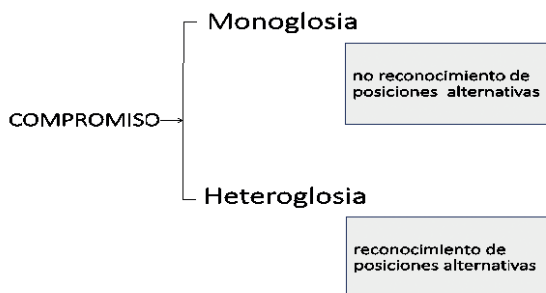 Monoglosia
no reconocimiento de
posiciones alternativas
COMPROMISO
Heteroglosia
reconocimiento de
posiciones alternativas